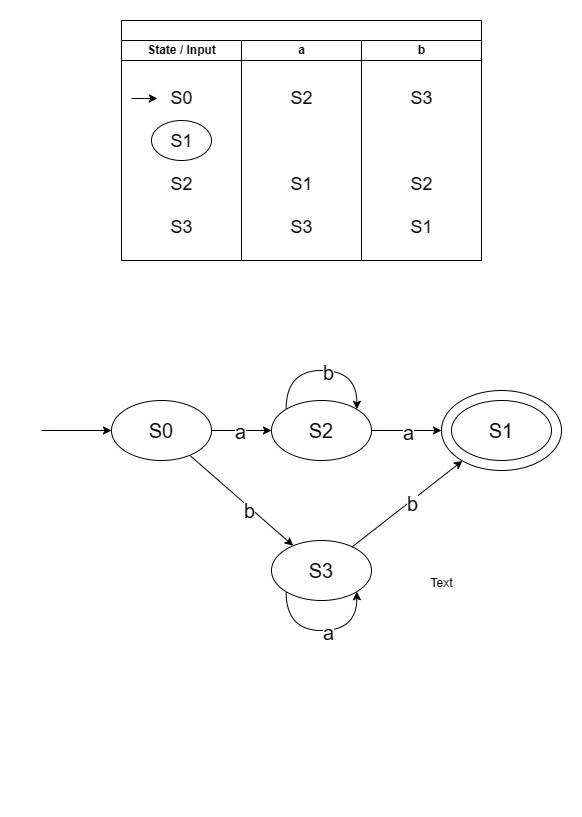 State / Input a b
S0 S2 S3
S1
S2 S1 S2
S3 S3 S1
b
S0 a S2 a S1
b b
S3
Text
a